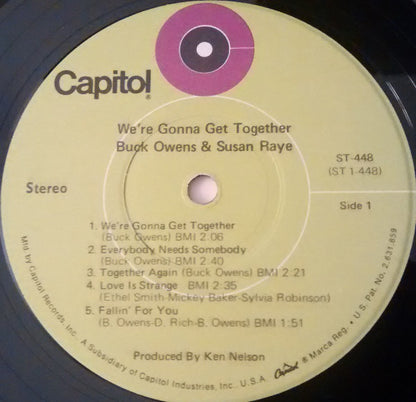 Capitol®
We're Gonna Get Together
Buck Owens & Susan Raye
ST-448
(ST 1-448)
Stereo
Side 1
1. We're Gonna Get Together
(Buck Owens) BMI 2:06
2. Everybody Needs Somebody
(Buck Owens) BMI 2:40
3. Together Again (Buck Owens) BMI 2:21
4. Love Is Strange BMI 2:35
(Ethel Smith-Mickey Baker-Sylvia Robinson)
5. Fallin' For You
(B. Owens-D. Rich-B. Owens) BMI 1:51
Produced By Ken Nelson
Mfd. by Capitol Records, Inc., A Subsidiary of Capitol Industries, Inc., U.S.A. Capitol ® Marca Reg. • U.S. Pat. No. 2,631,859